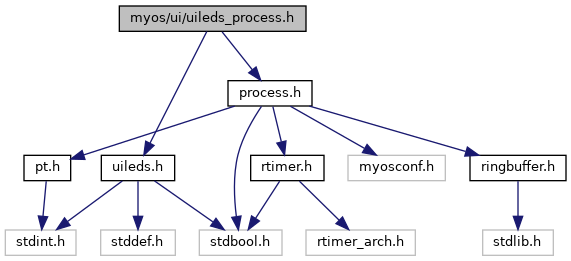 myos/ui/uileds_process.h
process.h
pt.h
uileds.h
rtimer.h
myosconf.h
ringbuffer.h
stdint.h
stddef.h
stdbool.h
rtimer_arch.h
stdlib.h